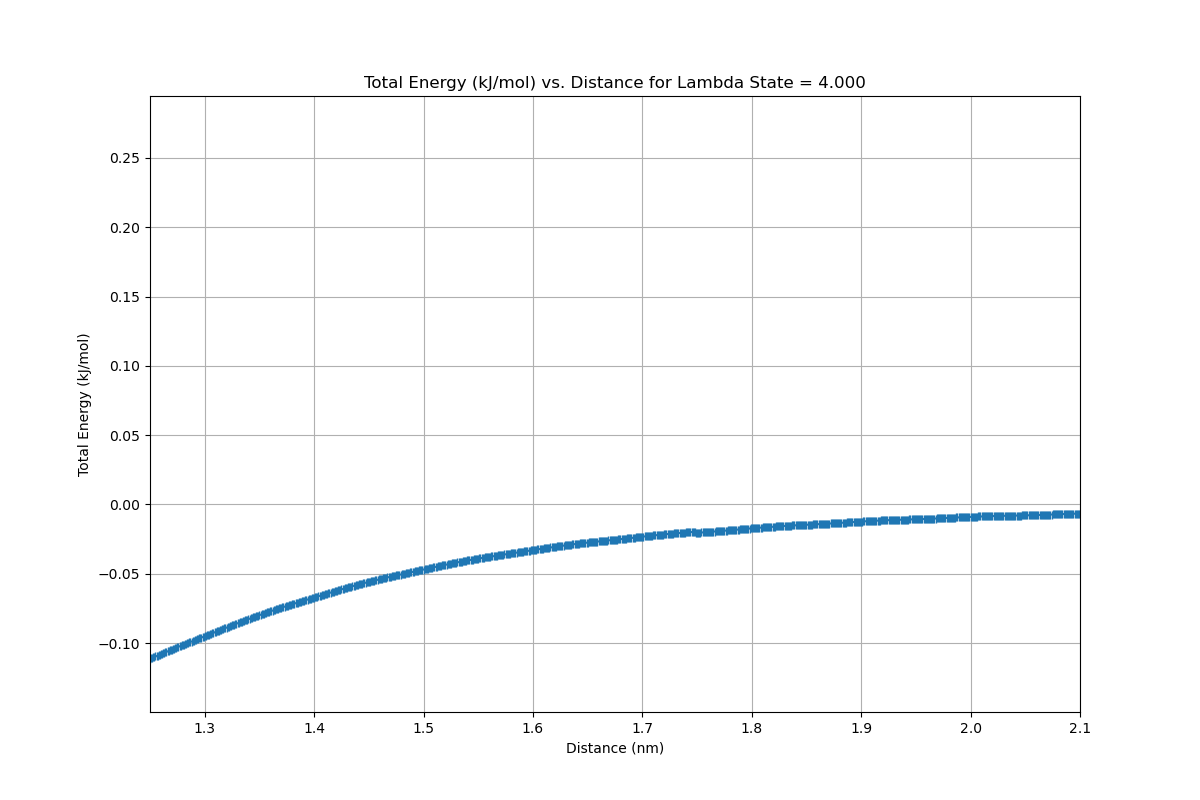 Total Energy (kJ/mol) vs. Distance for Lambda State = 4.000
0.25
0.20
0.15
0.10
0.05
0.00
−0.05
−0.10
Total Energy (kJ/mol)
1.3 1.4 1.5 1.6 1.7 1.8 1.9 2.0 2.1
Distance (nm)